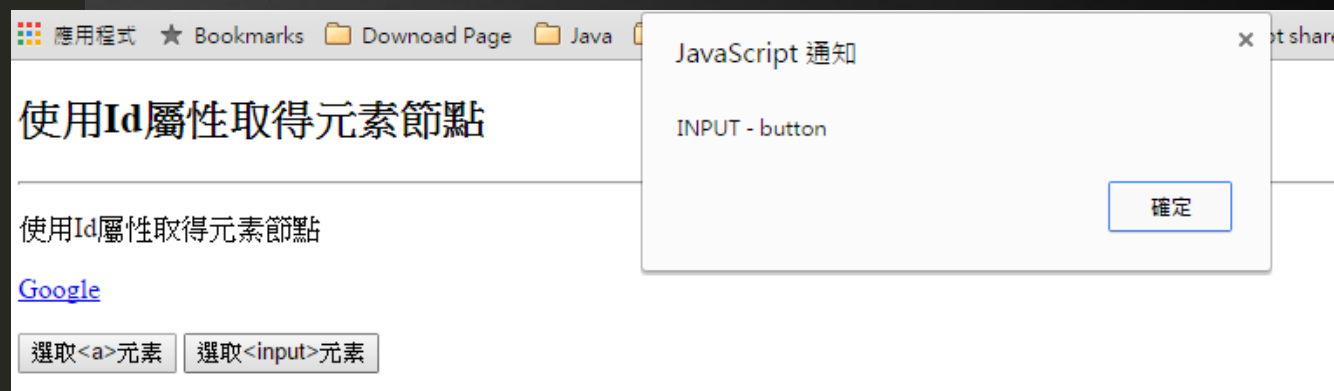 應用程式 Bookmarks Downoad Page Java
JavaScript 通知
INPUT - button
確定
使用Id屬性取得元素節點
使用Id屬性取得元素節點
Google
選取<a>元素 選取<input>元素